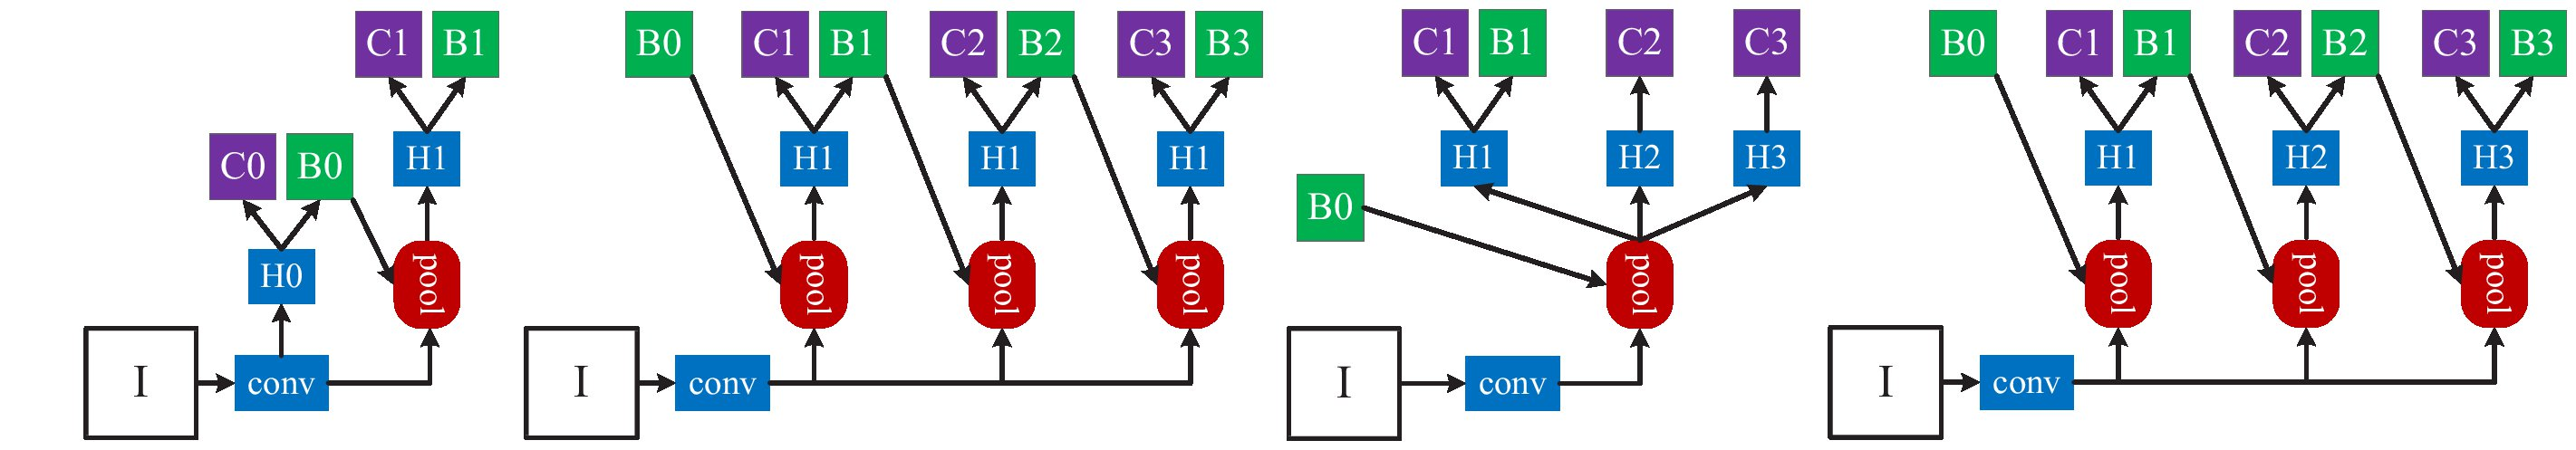 C1 B1
C0 B0 H1
H0 pool
I conv
B0 C1 B1 C2 B2 C3 B3
H1 H1 H1
pool pool pool
I conv
C1 B1 C2 C3
H1 H2 H3
B0
pool
I conv
B0 C1 B1 C2 B2 C3 B3
H1 H2 H3
pool pool pool
I conv